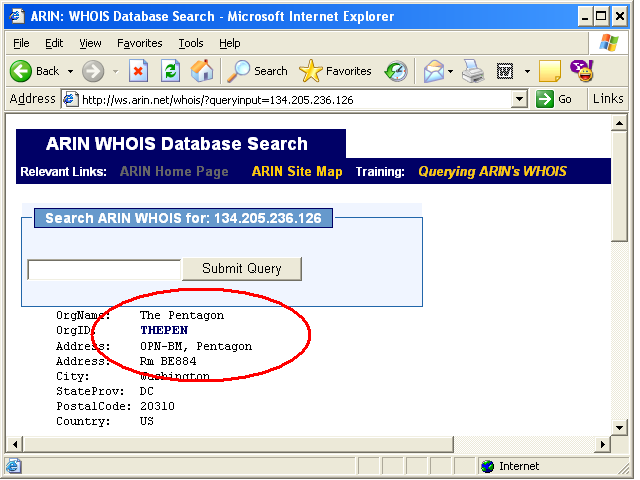 ARIN: WHOIS Database Search - Microsoft Internet Explorer
File Edit View Favorites Tools Help
Back Search Favorites
Address http://ws.arin.net/whois/?queryinput=134.205.236.126 Go Links
ARIN WHOIS Database Search
Relevant Links: ARIN Home Page ARIN Site Map Training: Querying ARIN's WHOIS
Search ARIN WHOIS for: 134.205.236.126
Submit Query
OrgName: The Pentagon
OrgID: THEPEN
Address: OPN-BM, Pentagon
Address: Rm BE884
City: Washington
StateProv: DC
PostalCode: 20310
Country: US
Internet